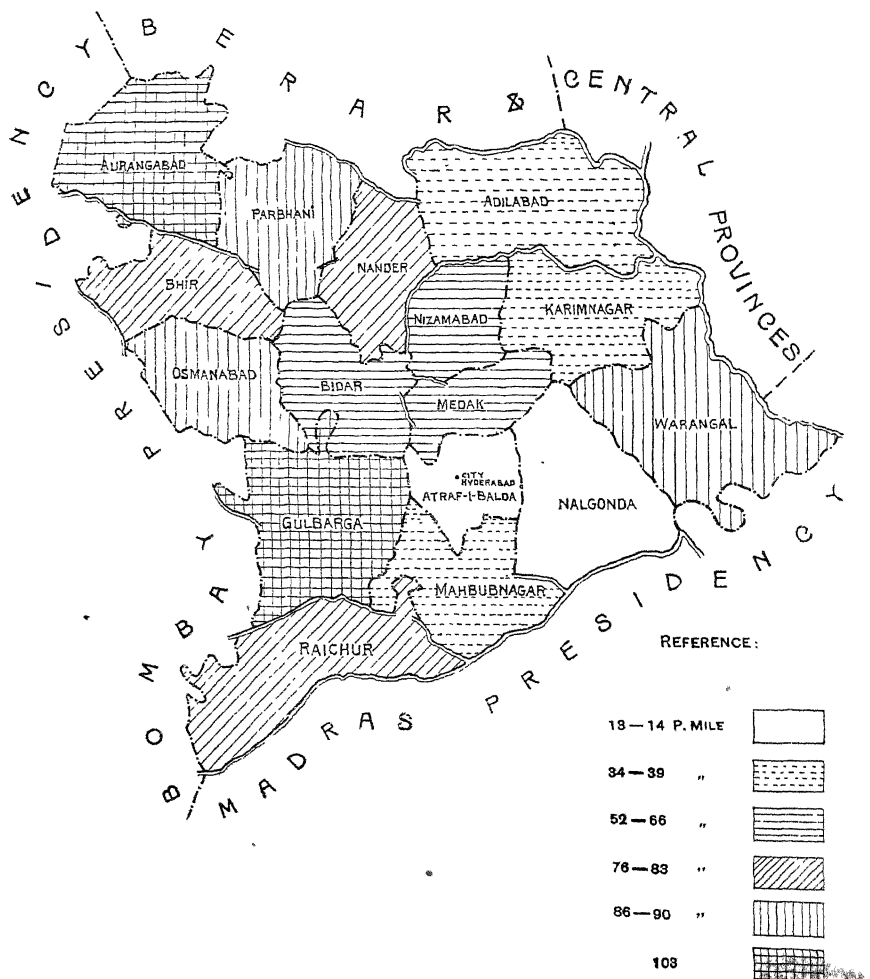 BOMBAY PRESIDENCY
BERAR & CENTRAL PROVINCES
AURANGABAD
PARBHANI
ADILABAD
NANDER
BHIR
NIZAMABAD
KARIMNAGAR
OSMANABAD
BIDAR
MEDAK
WARANGAL
CITY
HYDERABAD
ATRAF-I-BALDA
NALGONDA
GULBARGA
MAHBUBNAGAR
RAICHUR
MADRAS PRESIDENCY
REFERENCE:
13—14 P. MILE
34—39 "
52—66 "
76—83 "
86—90 "
103